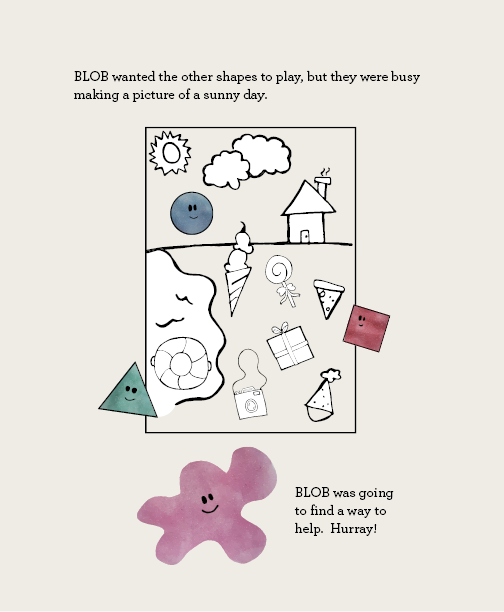 BLOB wanted the other shapes to play, but they were busy
making a picture of a sunny day.
BLOB was going
to find a way to
help.  Hurray!